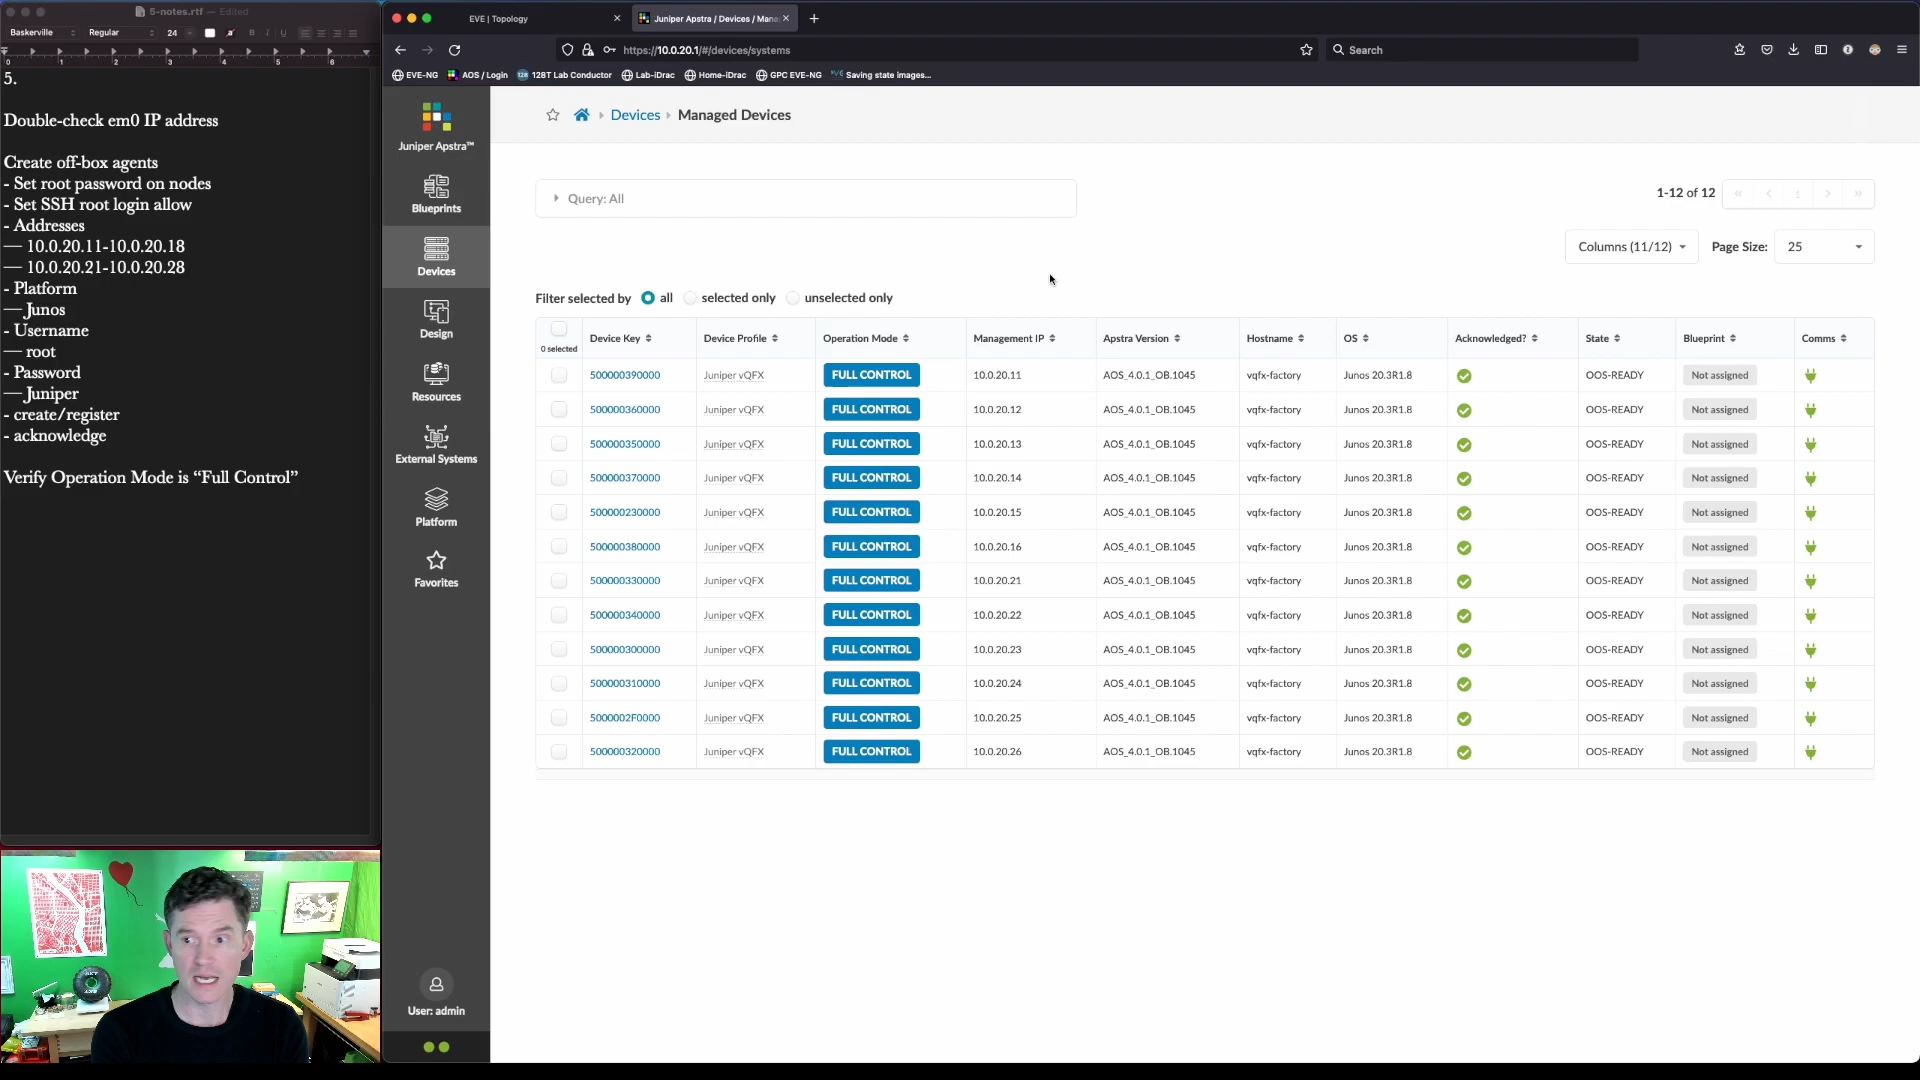 5-notes.rtf — Edited
Baskerville Regular 24 B I U
0 1 2 3 4 5 6
5.
Double-check em0 IP address
Create off-box agents
- Set root password on nodes
- Set SSH root login allow
- Addresses
— 10.0.20.11-10.0.20.18
— 10.0.20.21-10.0.20.28
- Platform
— Junos
- Username
— root
- Password
— Juniper
- create/register
- acknowledge
Verify Operation Mode is “Full Control”
EVE | Topology
Juniper Apstra / Devices / Mana
https://10.0.20.1/#/devices/systems
Search
EVE-NG AOS / Login 128T Lab Conductor Lab-iDrac Home-iDrac GPC EVE-NG Saving state images...
Juniper Apstra™
Blueprints
Devices
Design
Resources
External Systems
Platform
Favorites
User: admin
Devices Managed Devices
Query: All
1-12 of 12
1
Columns (11/12) Page Size: 25
Filter selected by all selected only unselected only
0 selected Device Key Device Profile Operation Mode Management IP Apstra Version Hostname OS Acknowledged? State Blueprint Comms
500000390000 Juniper vQFX FULL CONTROL 10.0.20.11 AOS_4.0.1_OB.1045 vqfx-factory Junos 20.3R1.8 OOS-READY Not assigned
500000360000 Juniper vQFX FULL CONTROL 10.0.20.12 AOS_4.0.1_OB.1045 vqfx-factory Junos 20.3R1.8 OOS-READY Not assigned
500000350000 Juniper vQFX FULL CONTROL 10.0.20.13 AOS_4.0.1_OB.1045 vqfx-factory Junos 20.3R1.8 OOS-READY Not assigned
500000370000 Juniper vQFX FULL CONTROL 10.0.20.14 AOS_4.0.1_OB.1045 vqfx-factory Junos 20.3R1.8 OOS-READY Not assigned
500000230000 Juniper vQFX FULL CONTROL 10.0.20.15 AOS_4.0.1_OB.1045 vqfx-factory Junos 20.3R1.8 OOS-READY Not assigned
500000380000 Juniper vQFX FULL CONTROL 10.0.20.16 AOS_4.0.1_OB.1045 vqfx-factory Junos 20.3R1.8 OOS-READY Not assigned
500000330000 Juniper vQFX FULL CONTROL 10.0.20.21 AOS_4.0.1_OB.1045 vqfx-factory Junos 20.3R1.8 OOS-READY Not assigned
500000340000 Juniper vQFX FULL CONTROL 10.0.20.22 AOS_4.0.1_OB.1045 vqfx-factory Junos 20.3R1.8 OOS-READY Not assigned
500000300000 Juniper vQFX FULL CONTROL 10.0.20.23 AOS_4.0.1_OB.1045 vqfx-factory Junos 20.3R1.8 OOS-READY Not assigned
500000310000 Juniper vQFX FULL CONTROL 10.0.20.24 AOS_4.0.1_OB.1045 vqfx-factory Junos 20.3R1.8 OOS-READY Not assigned
5000002F0000 Juniper vQFX FULL CONTROL 10.0.20.25 AOS_4.0.1_OB.1045 vqfx-factory Junos 20.3R1.8 OOS-READY Not assigned
500000320000 Juniper vQFX FULL CONTROL 10.0.20.26 AOS_4.0.1_OB.1045 vqfx-factory Junos 20.3R1.8 OOS-READY Not assigned